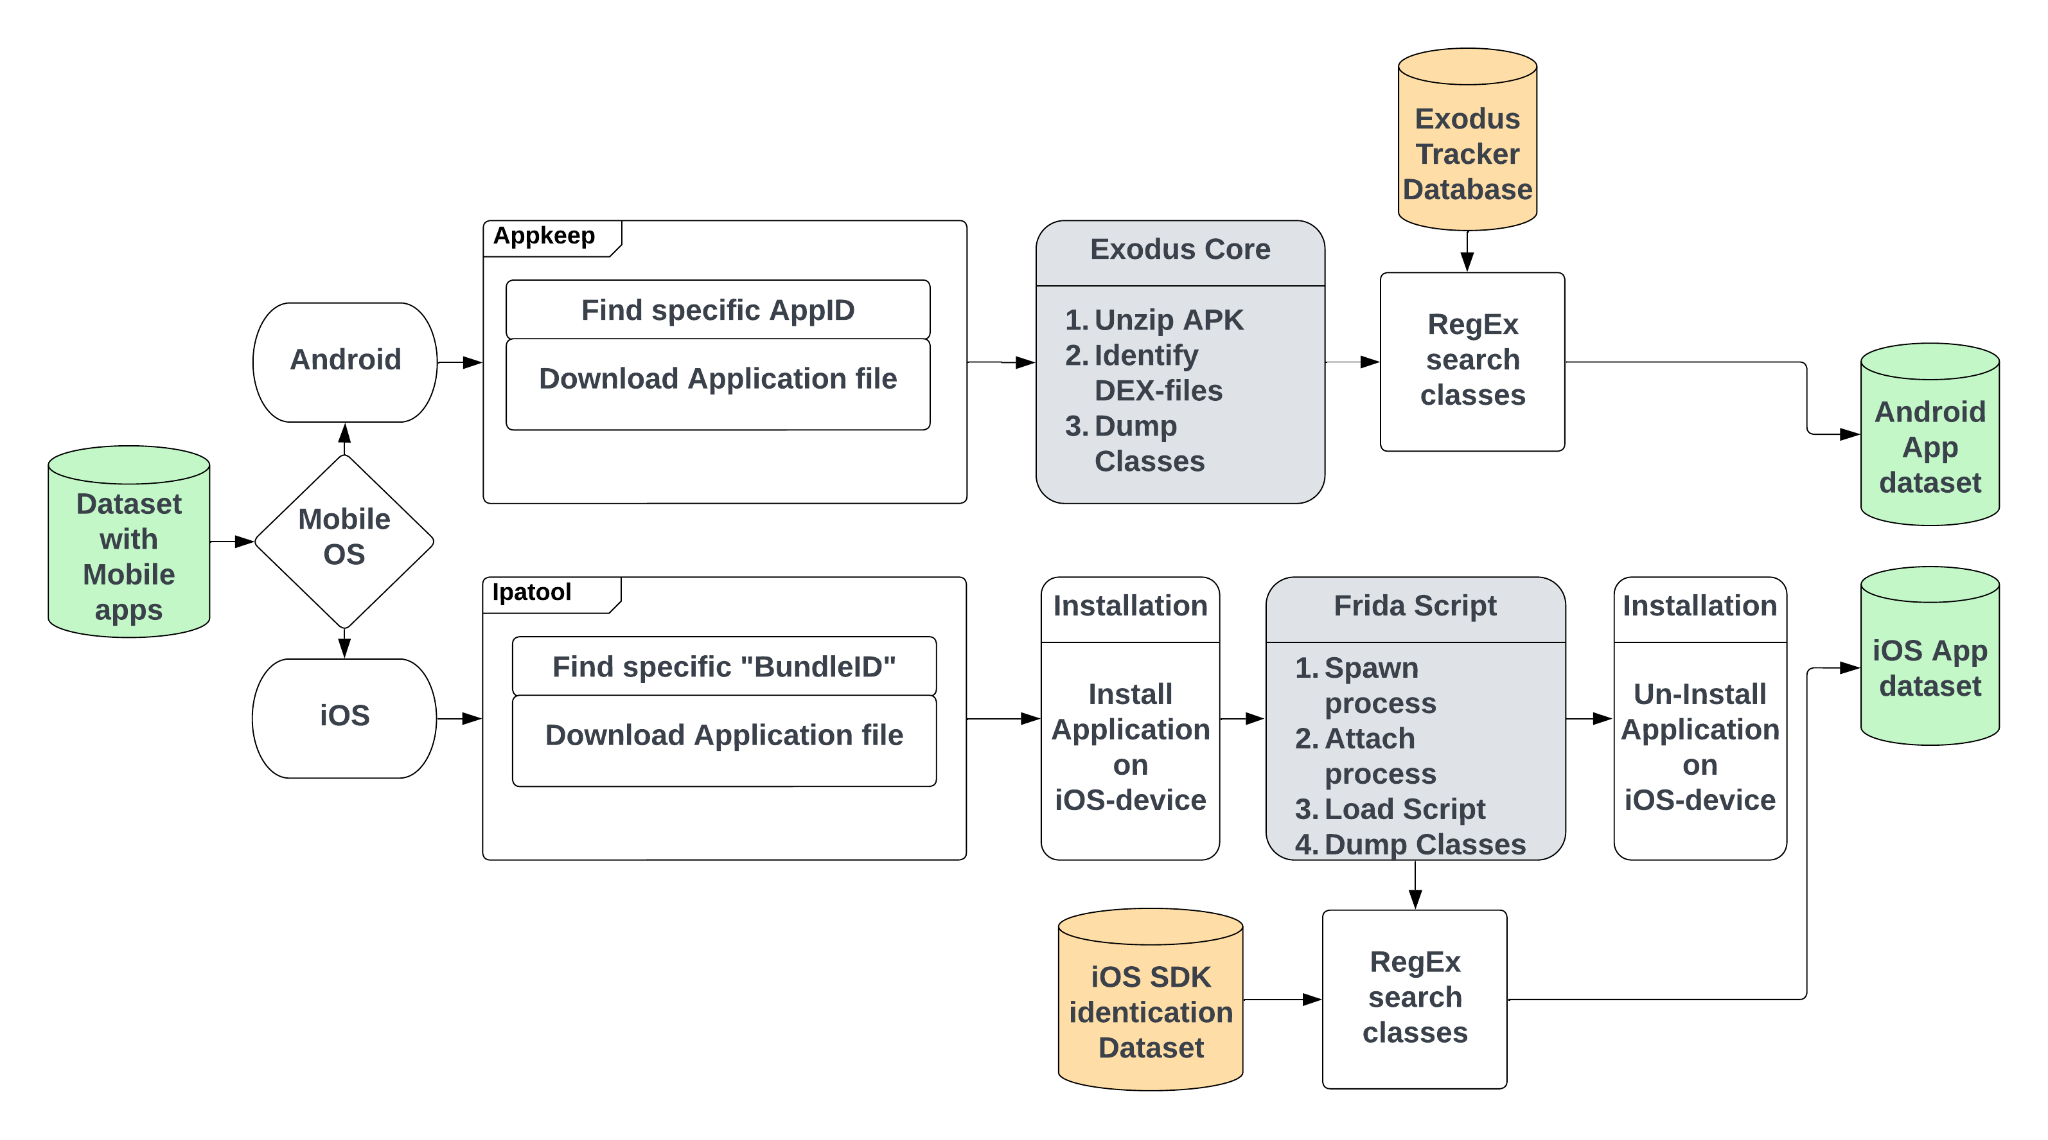 Exodus
Tracker
Database
Appkeep
Find specific AppID
Download Application file
Exodus Core
1. Unzip APK
2. Identify
DEX-files
3. Dump
Classes
RegEx
search
classes
Android
Android
App
dataset
Dataset
with
Mobile
apps
Mobile
OS
iOS
Ipatool
Find specific "BundleID"
Download Application file
Installation
Install
Application
on
iOS-device
Frida Script
1. Spawn
process
2. Attach
process
3. Load Script
4. Dump Classes
Installation
Un-Install
Application
on
iOS-device
iOS App
dataset
iOS SDK
identication
Dataset
RegEx
search
classes